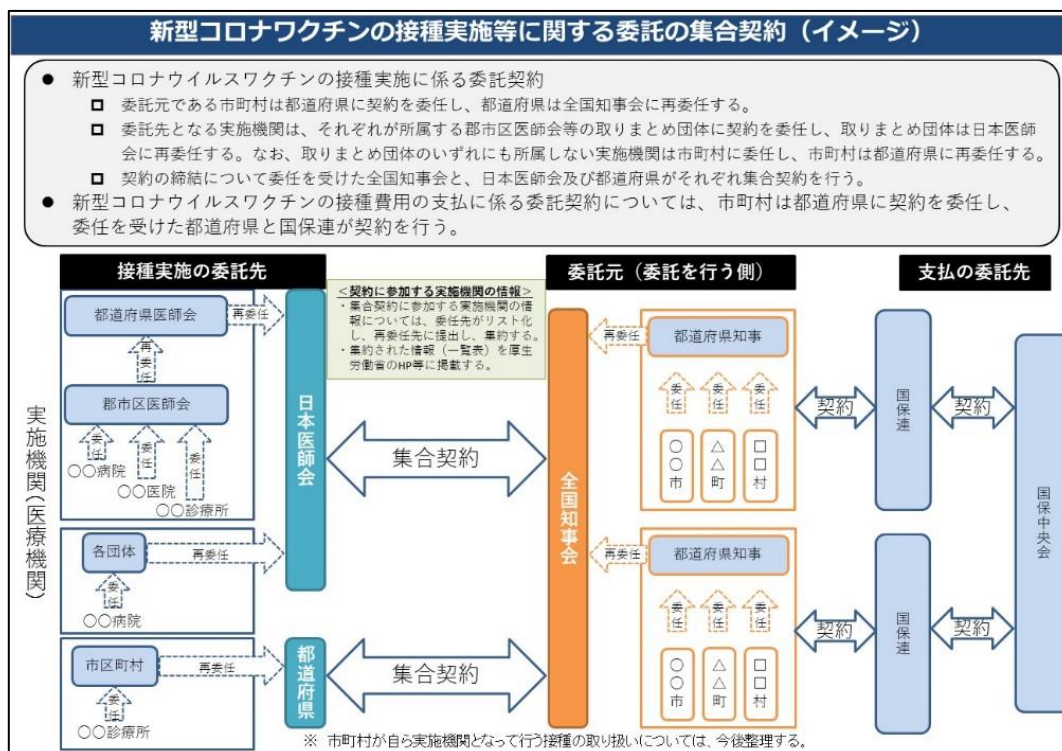 新型コロナワクチンの接種実施等に関する委託の集合契約（イメージ）
● 新型コロナウイルスワクチンの接種実施に係る委託契約
□ 委託元である市町村は都道府県に契約を委任し、都道府県は全国知事会に再委任する。
□ 委託先となる実施機関は、それぞれが所属する郡市区医師会等の取りまとめ団体に契約を委任し、取りまとめ団体は日本医師
会に再委任する。なお、取りまとめ団体のいずれにも所属しない実施機関は市町村に委任し、市町村は都道府県に再委任する。
□ 契約の締結について委任を受けた全国知事会と、日本医師会及び都道府県がそれぞれ集合契約を行う。
● 新型コロナウイルスワクチンの接種費用の支払に係る委託契約については、市町村は都道府県に契約を委任し、
委任を受けた都道府県と国保連が契約を行う。
接種実施の委託先
委託元（委託を行う側）
支払の委託先
実施機関（医療機関）
都道府県医師会
再委任
再委任
郡市区医師会
委任
委任
委任
〇〇病院
〇〇医院
〇〇診療所
各団体
再委任
委任
〇〇病院
市区町村
再委任
委任
〇〇診療所
日本医師会
都道府県
＜契約に参加する実施機関の情報＞
・集合契約に参加する実施機関の情
報については、委任先がリスト化
し、再委任先に提出し、集約する。
・集約された情報（一覧表）を厚生
労働省のHP等に掲載する。
集合契約
集合契約
全国知事会
再委任
都道府県知事
委任
委任
委任
〇〇市
△△町
□□村
再委任
都道府県知事
委任
委任
委任
〇〇市
△△町
□□村
契約
国保連
契約
契約
国保連
契約
国保中央会
※ 市町村が自ら実施機関となって行う接種の取り扱いについては、今後整理する。